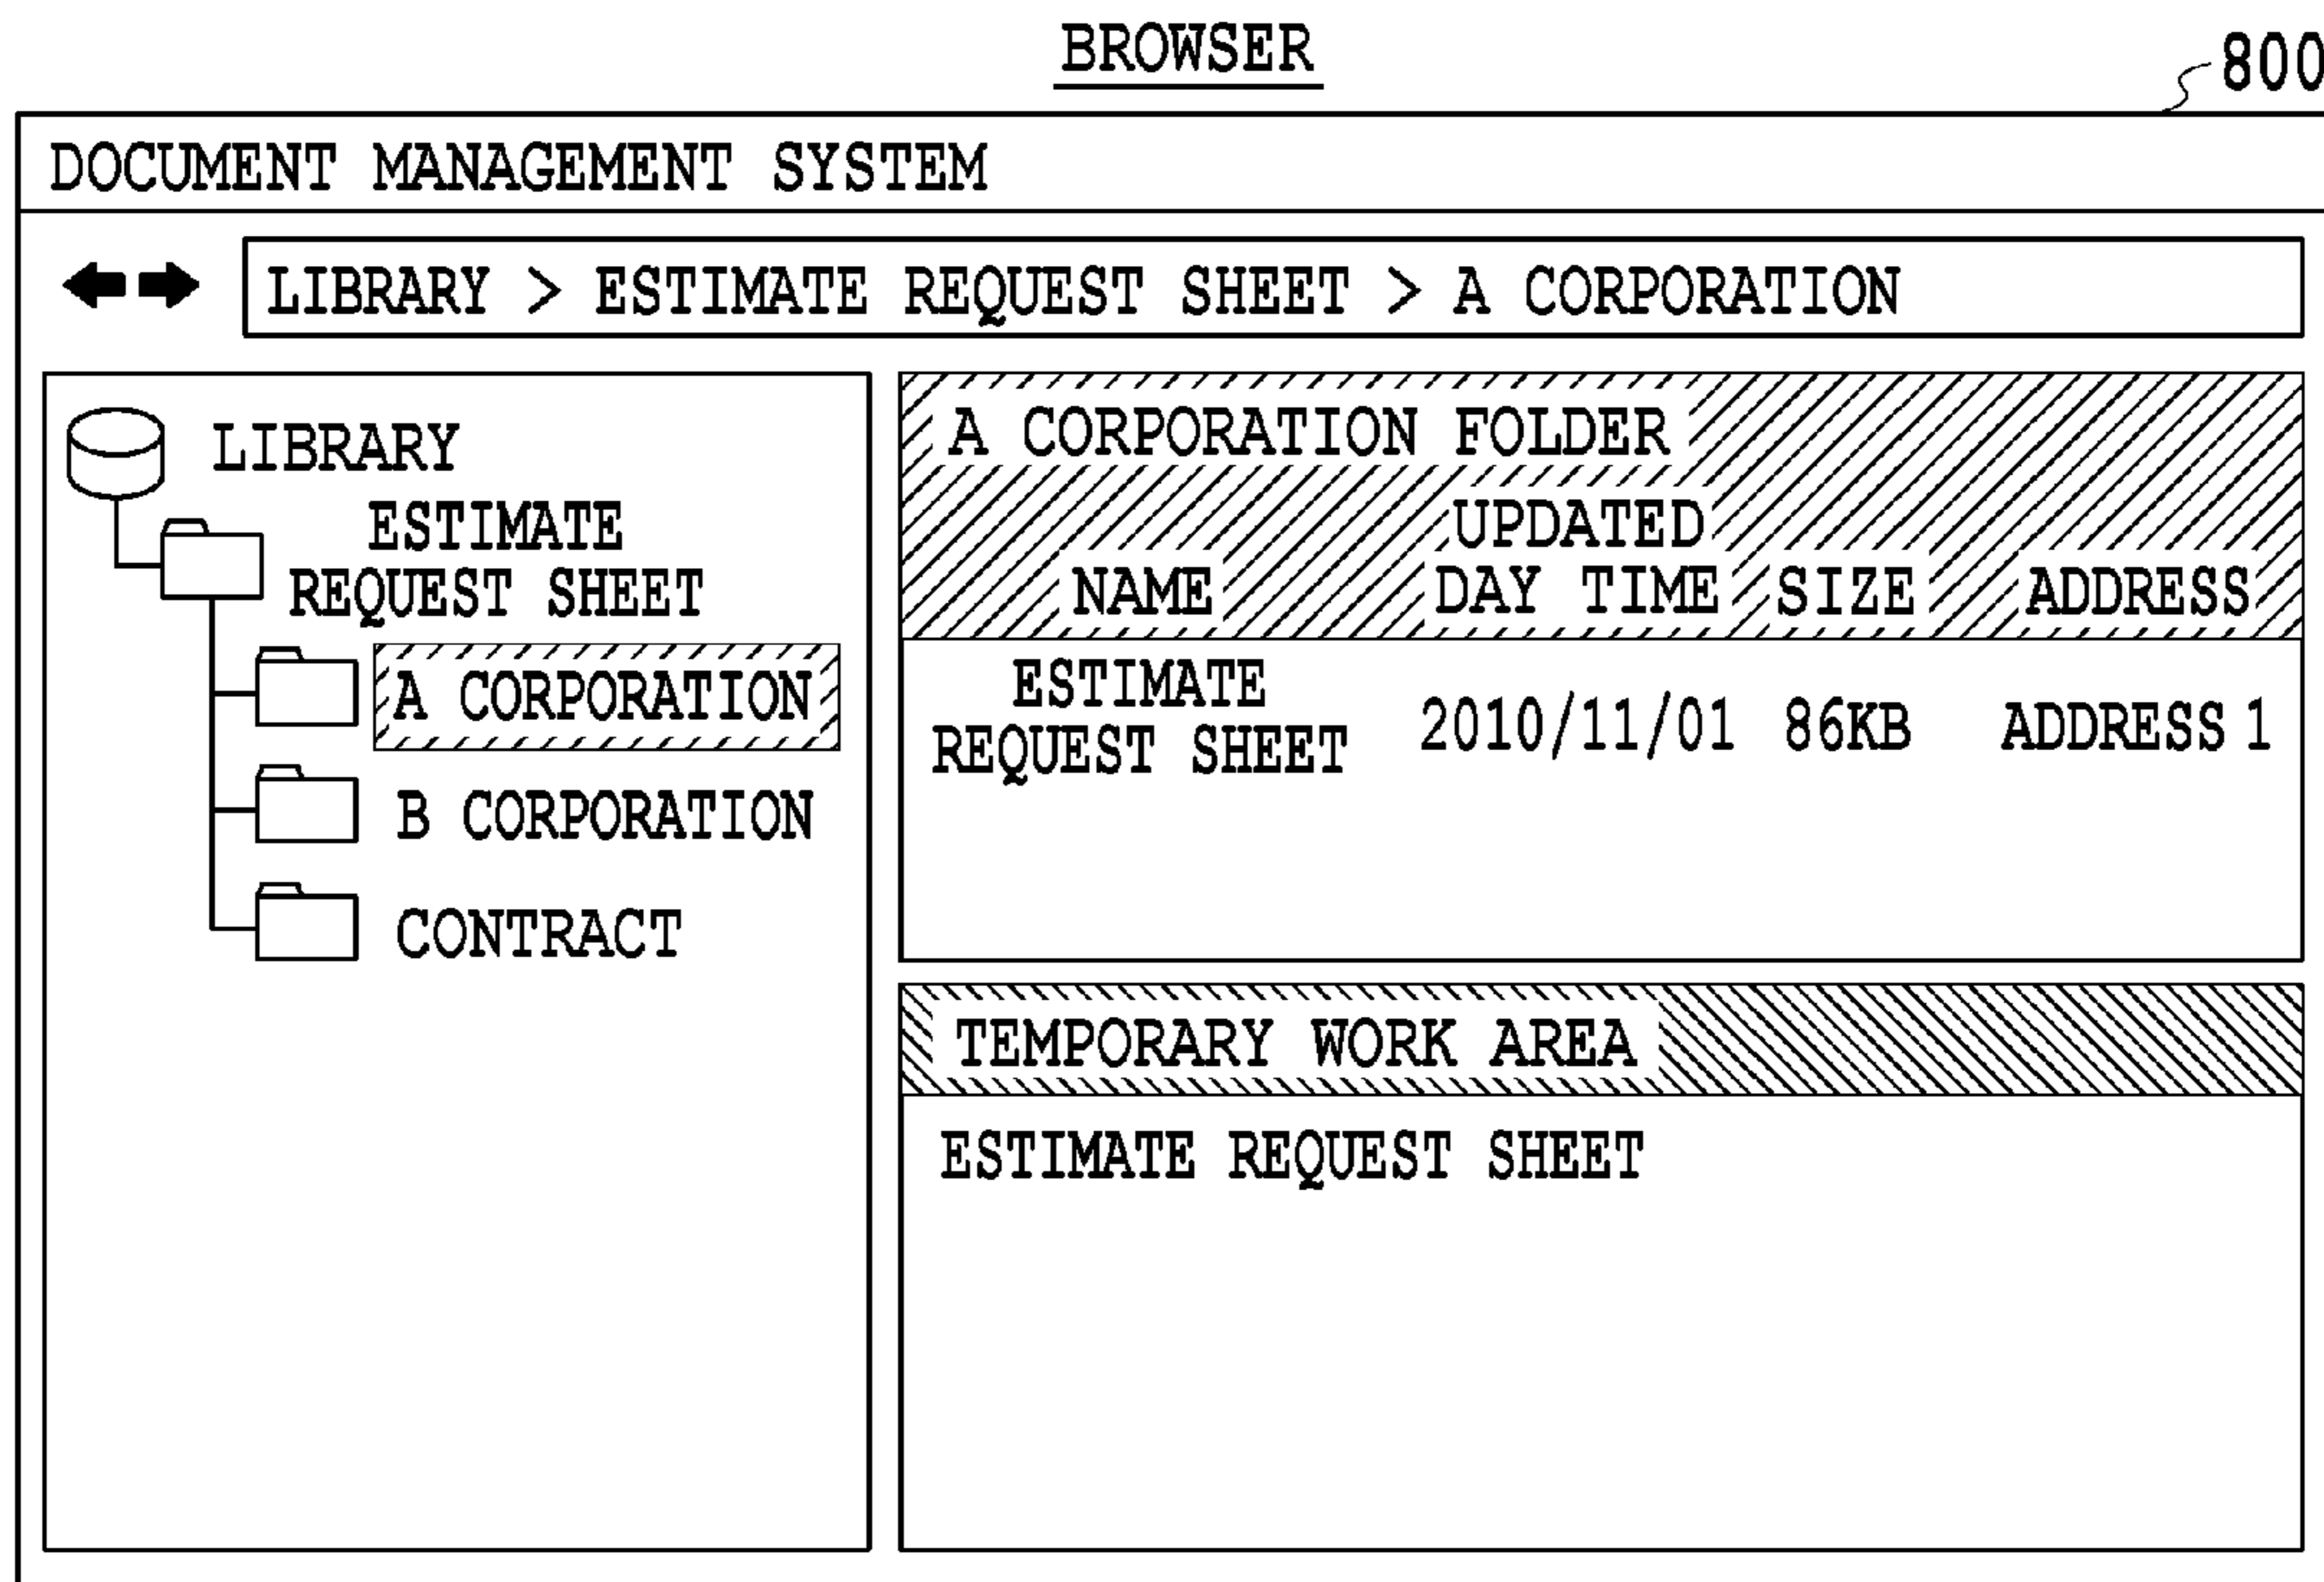 BROWSER
800
DOCUMENT MANAGEMENT SYSTEM
LIBRARY > ESTIMATE REQUEST SHEET > A CORPORATION
LIBRARY
ESTIMATE
REQUEST SHEET
A CORPORATION
B CORPORATION
CONTRACT
A CORPORATION FOLDER
UPDATED
NAME DAY TIME SIZE ADDRESS
ESTIMATE
REQUEST SHEET 2010/11/01 86KB ADDRESS 1
TEMPORARY WORK AREA
ESTIMATE REQUEST SHEET